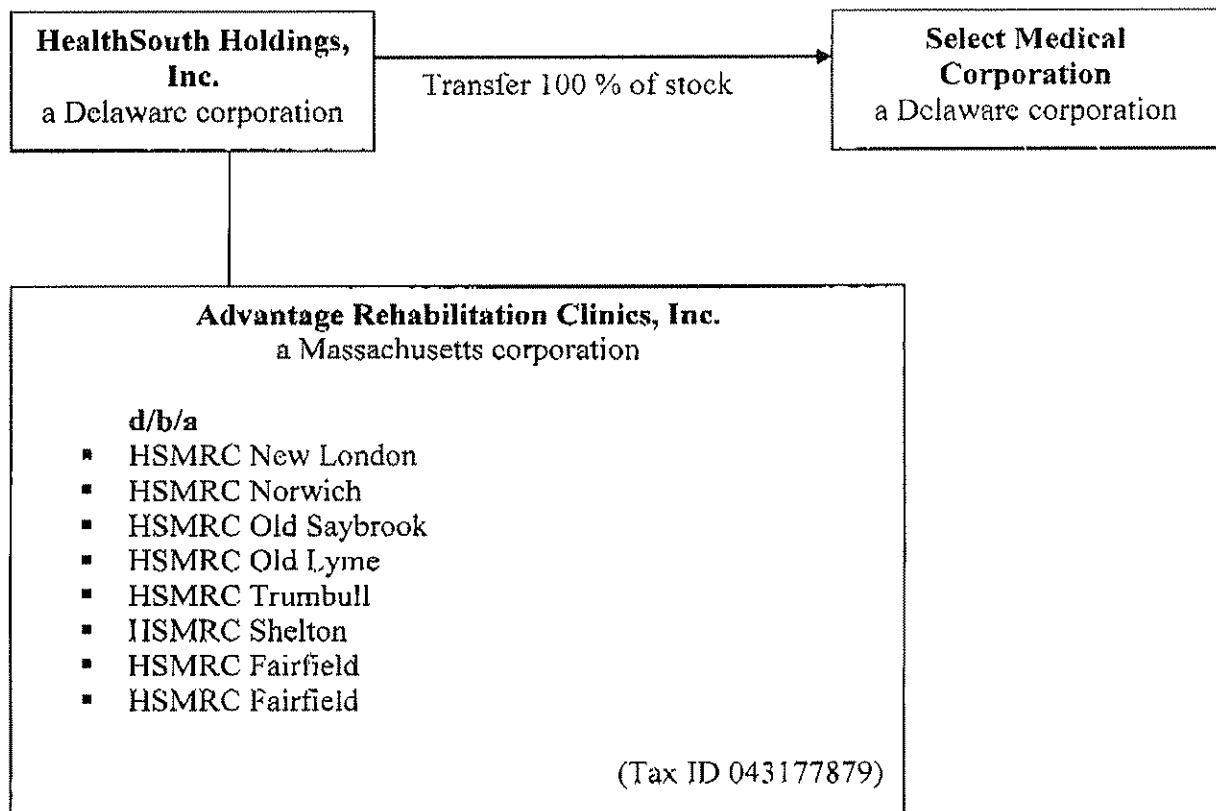 HealthSouth Holdings,
Inc.
a Delaware corporation
Transfer 100 % of stock
Select Medical
Corporation
a Delaware corporation
Advantage Rehabilitation Clinics, Inc.
a Massachusetts corporation
d/b/a
▪ HSMRC New London
▪ HSMRC Norwich
▪ HSMRC Old Saybrook
▪ HSMRC Old Lyme
▪ HSMRC Trumbull
▪ HSMRC Shelton
▪ HSMRC Fairfield
▪ HSMRC Fairfield
(Tax ID 043177879)